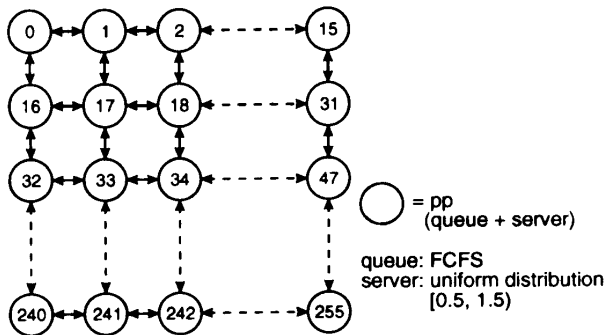 0 1 2 15
16 17 18 31
32 33 34 47
= pp
(queue + server)
queue: FCFS
server: uniform distribution
[0.5, 1.5)
240 241 242 255